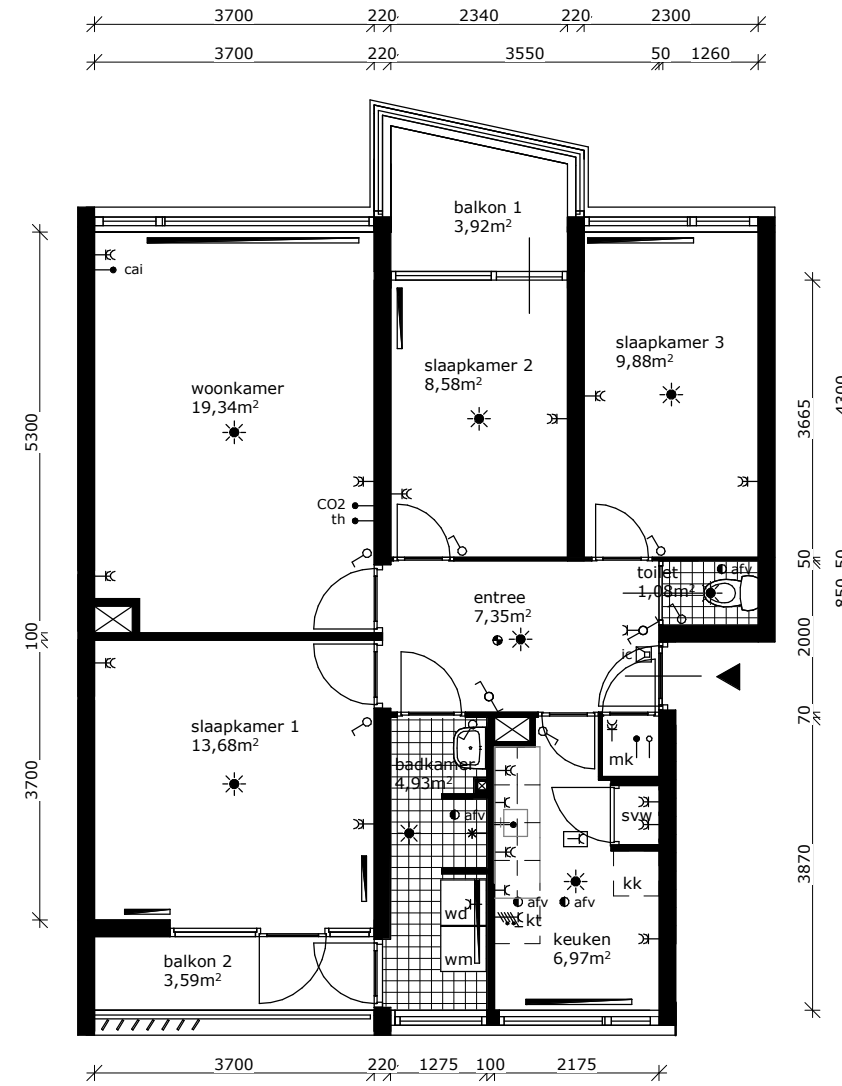 3700 220 2340 220 2300
3700 220 3550 50 1260
balkon 1
3,92m²
cai
slaapkamer 3
9,88m²
slaapkamer 2
8,58m²
woonkamer
19,34m²
4300
3665
5300
CO2
th
toilet
afv
1,08m²
entree
7,35m²
50
50
850
2000
100
ic
70
slaapkamer 1
13,68m²
badkamer
4,93m²
mk
3700
afv
svw
kk
3870
afv
afv
wd
kt
keuken
6,97m²
wm
balkon 2
3,59m²
3700 220 1275 100 2175